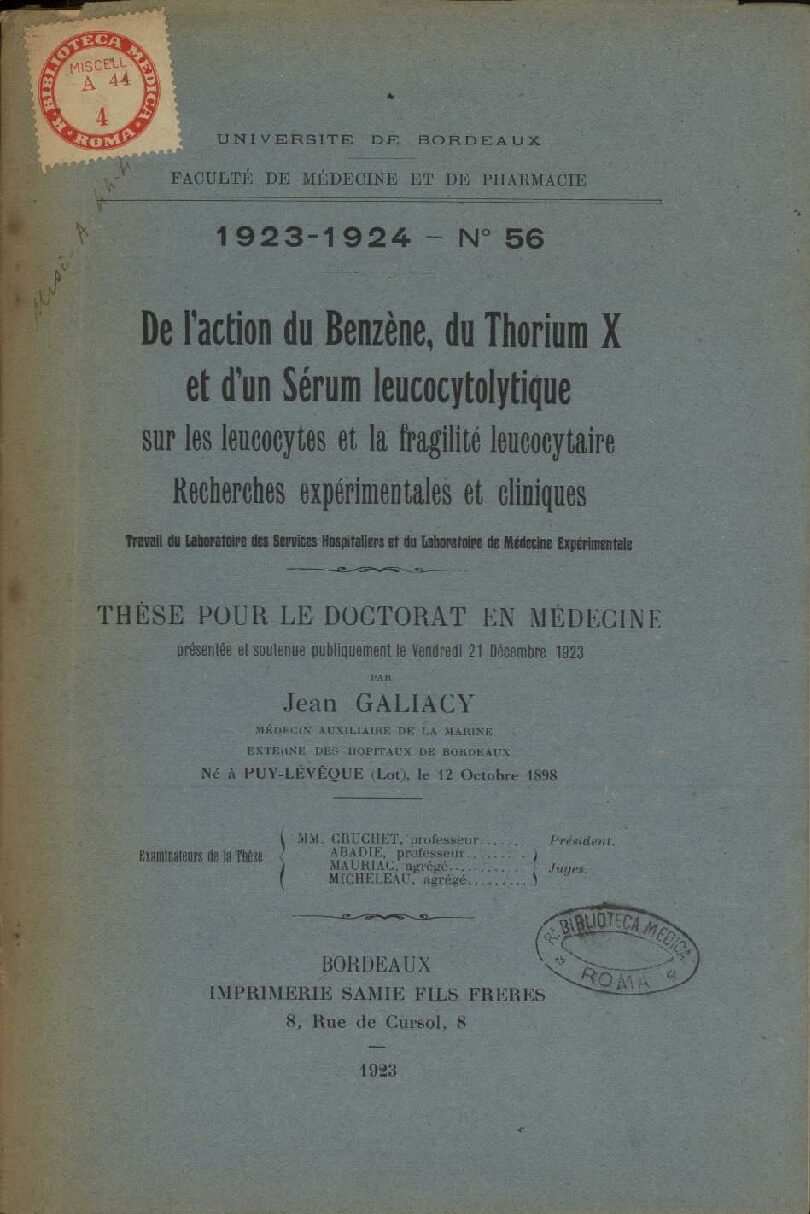 R. BIBLIOTECA MEDICA
MISCELL
A 44
4
ROMA
Misc. A 44-4
UNIVERSITE DE BORDEAUX
FACULTÉ DE MÉDECINE ET DE PHARMACIE
1923-1924 – N° 56
De l'action du Benzène, du Thorium X
et d'un Sérum leucocytolytique
sur les leucocytes et la fragilité leucocytaire
Recherches expérimentales et cliniques
Travail du Laboratoire des Services Hospitaliers et du Laboratoire de Médecine Expérimentale
THÈSE POUR LE DOCTORAT EN MÉDECINE
présentée et soutenue publiquement le Vendredi 21 Décembre 1923
PAR
Jean GALIACY
MÉDECIN AUXILIAIRE DE LA MARINE
EXTERNE DES HOPITAUX DE BORDEAUX
Né à PUY-LÉVÊQUE (Lot), le 12 Octobre 1898
Examinateurs de la Thèse
MM. CRUCHET, professeur....... Président.
ABADIE, professeur........
MAURIAC, agrégé............
MICHELEAU, agrégé.........
Juges.
BORDEAUX
IMPRIMERIE SAMIE FILS FRERES
8, Rue de Cursol, 8
1923
R. BIBLIOTECA MEDICA
ROMA